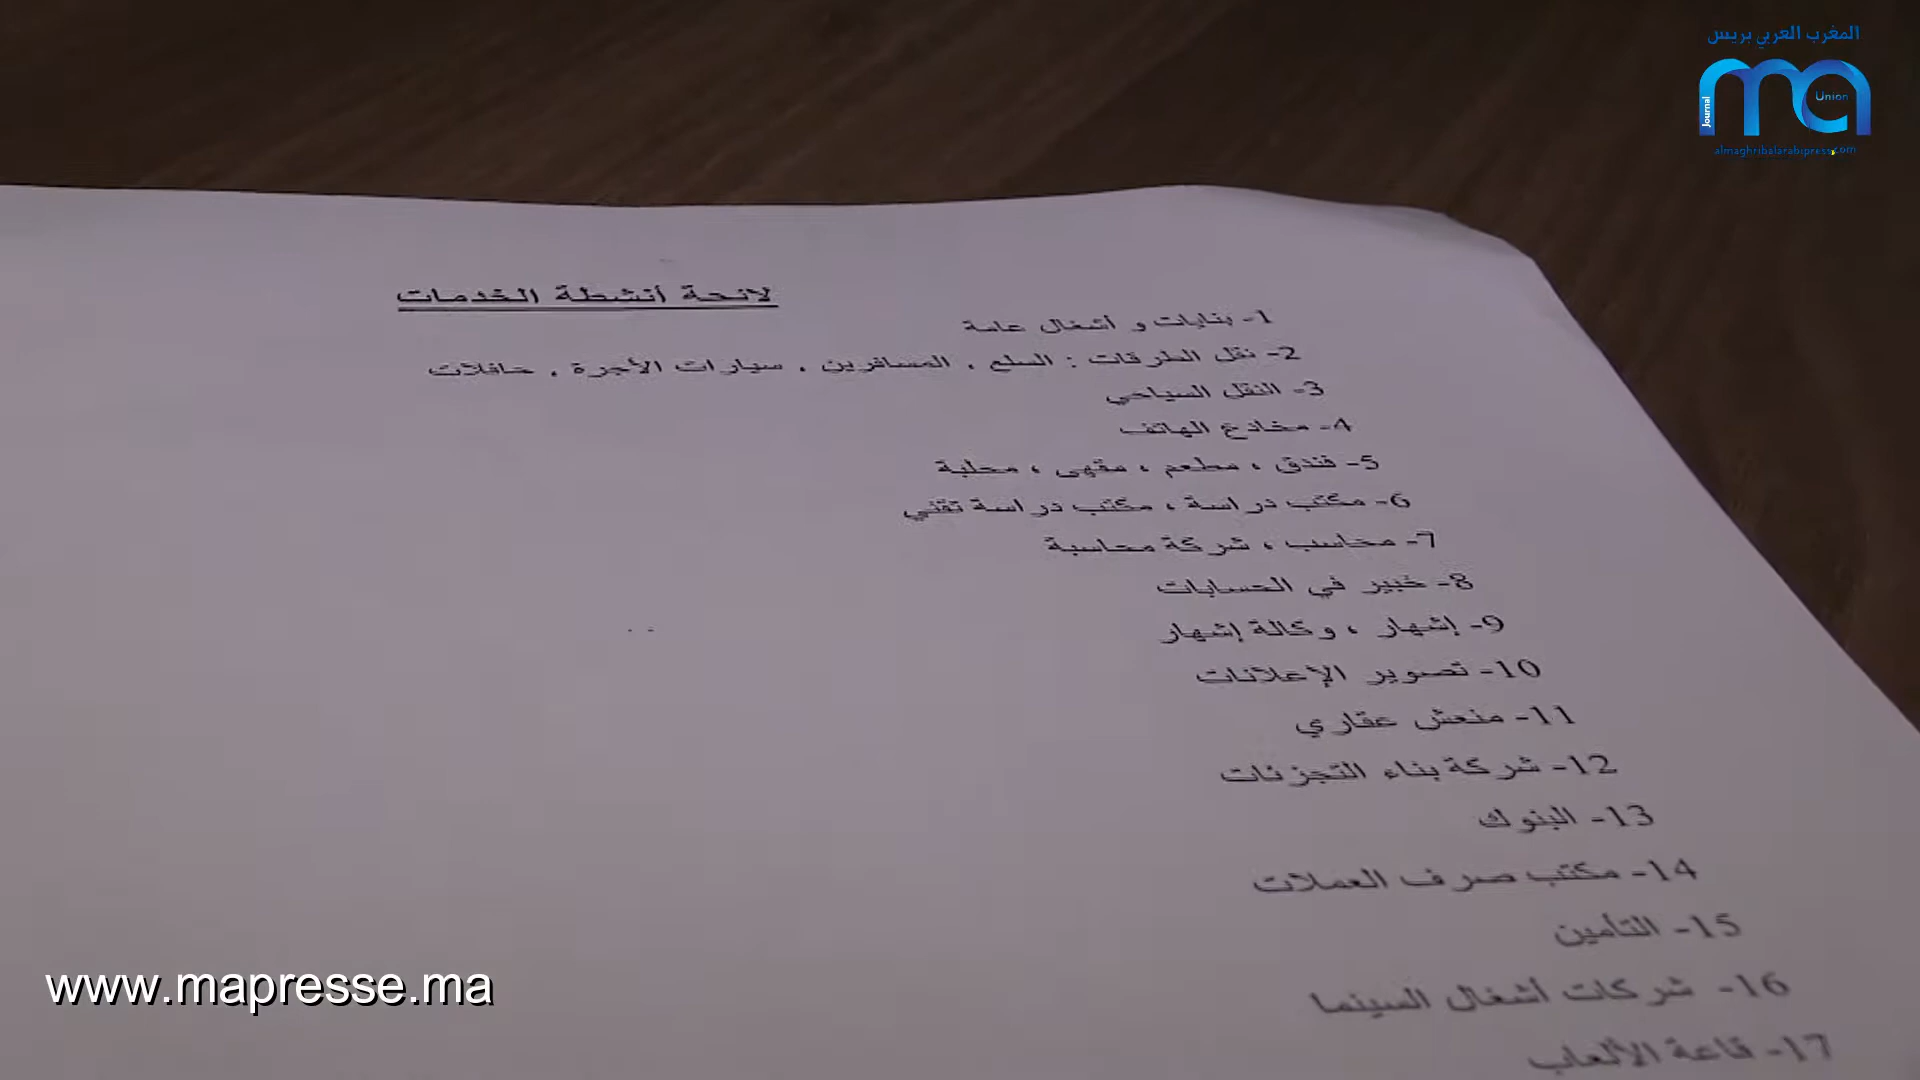 المغرب العربي بريس
ma
Journal
Union
almaghribalarabipress.com
لائحة أنشطة الخدمات
1- بنايات و أشغال عامة
2- نقل الطرقات : السلع . المسافرين . سيارات الأجرة . حافلات
3- النقل السياحي
4- مخادع الهاتف
5- فندق ، مطعم ، مقهى ، محلبة
6- مكتب دراسة ، مكتب دراسة تقني
7- محاسب ، شركة محاسبة
8- خبير في الحسابات
9- إشهار ، وكالة إشهار
10- تصوير الإعلانات
11- منعش عقاري
12- شركة بناء التجزئات
13- البنوك
14- مكتب صرف العملات
15- التأمين
16- شركات أشغال السينما
17- قاعة الألعاب
www.mapresse.ma